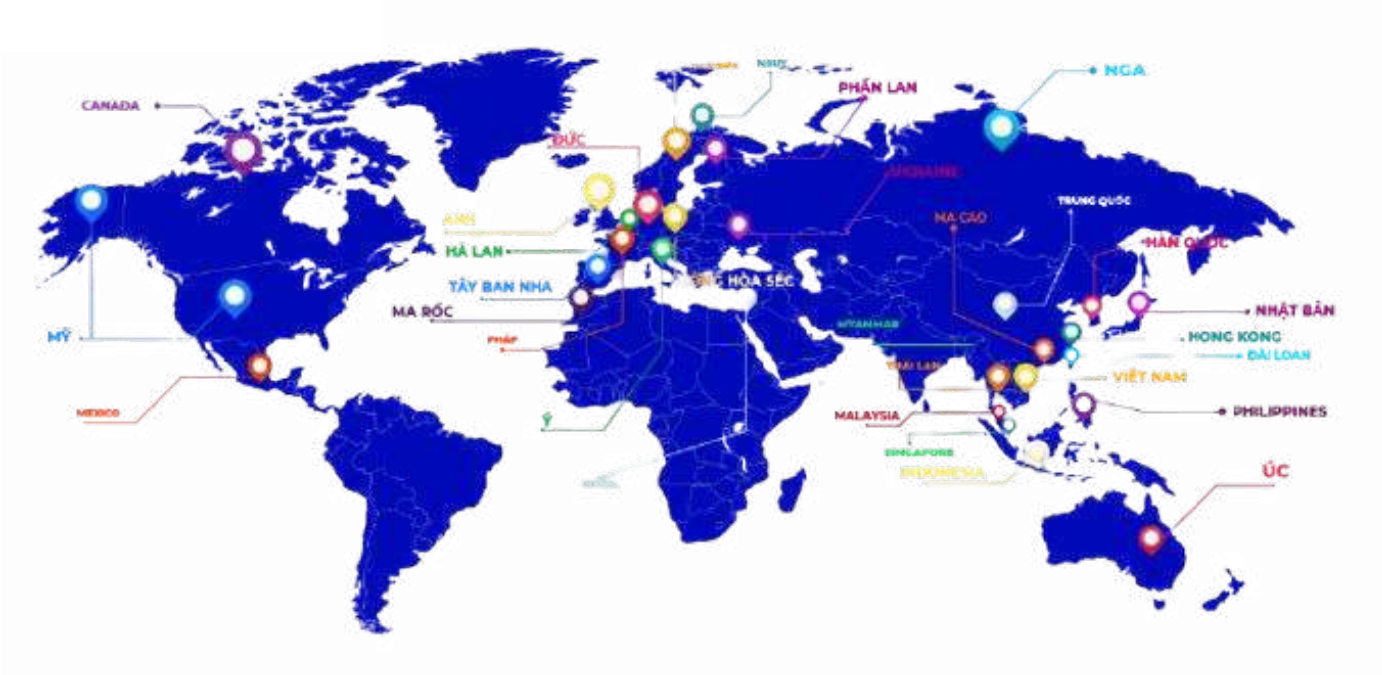 NGA
CANADA
PHẦN LAN
ĐỨC
UKRAINE
TRUNG QUỐC
ANH
MA CAO
HÀN QUỐC
HÀ LAN
HÒA SÉC
TÂY BAN NHA
MA RỐC
NHẬT BẢN
MYANMAR
MỸ
PHÁP
HONG KONG
ĐÀI LOAN
THAI LAN
VIỆT NAM
MEXICO
MALAYSIA
PHILIPPINES
Ý
SINGAPORE
INDONESIA
ÚC